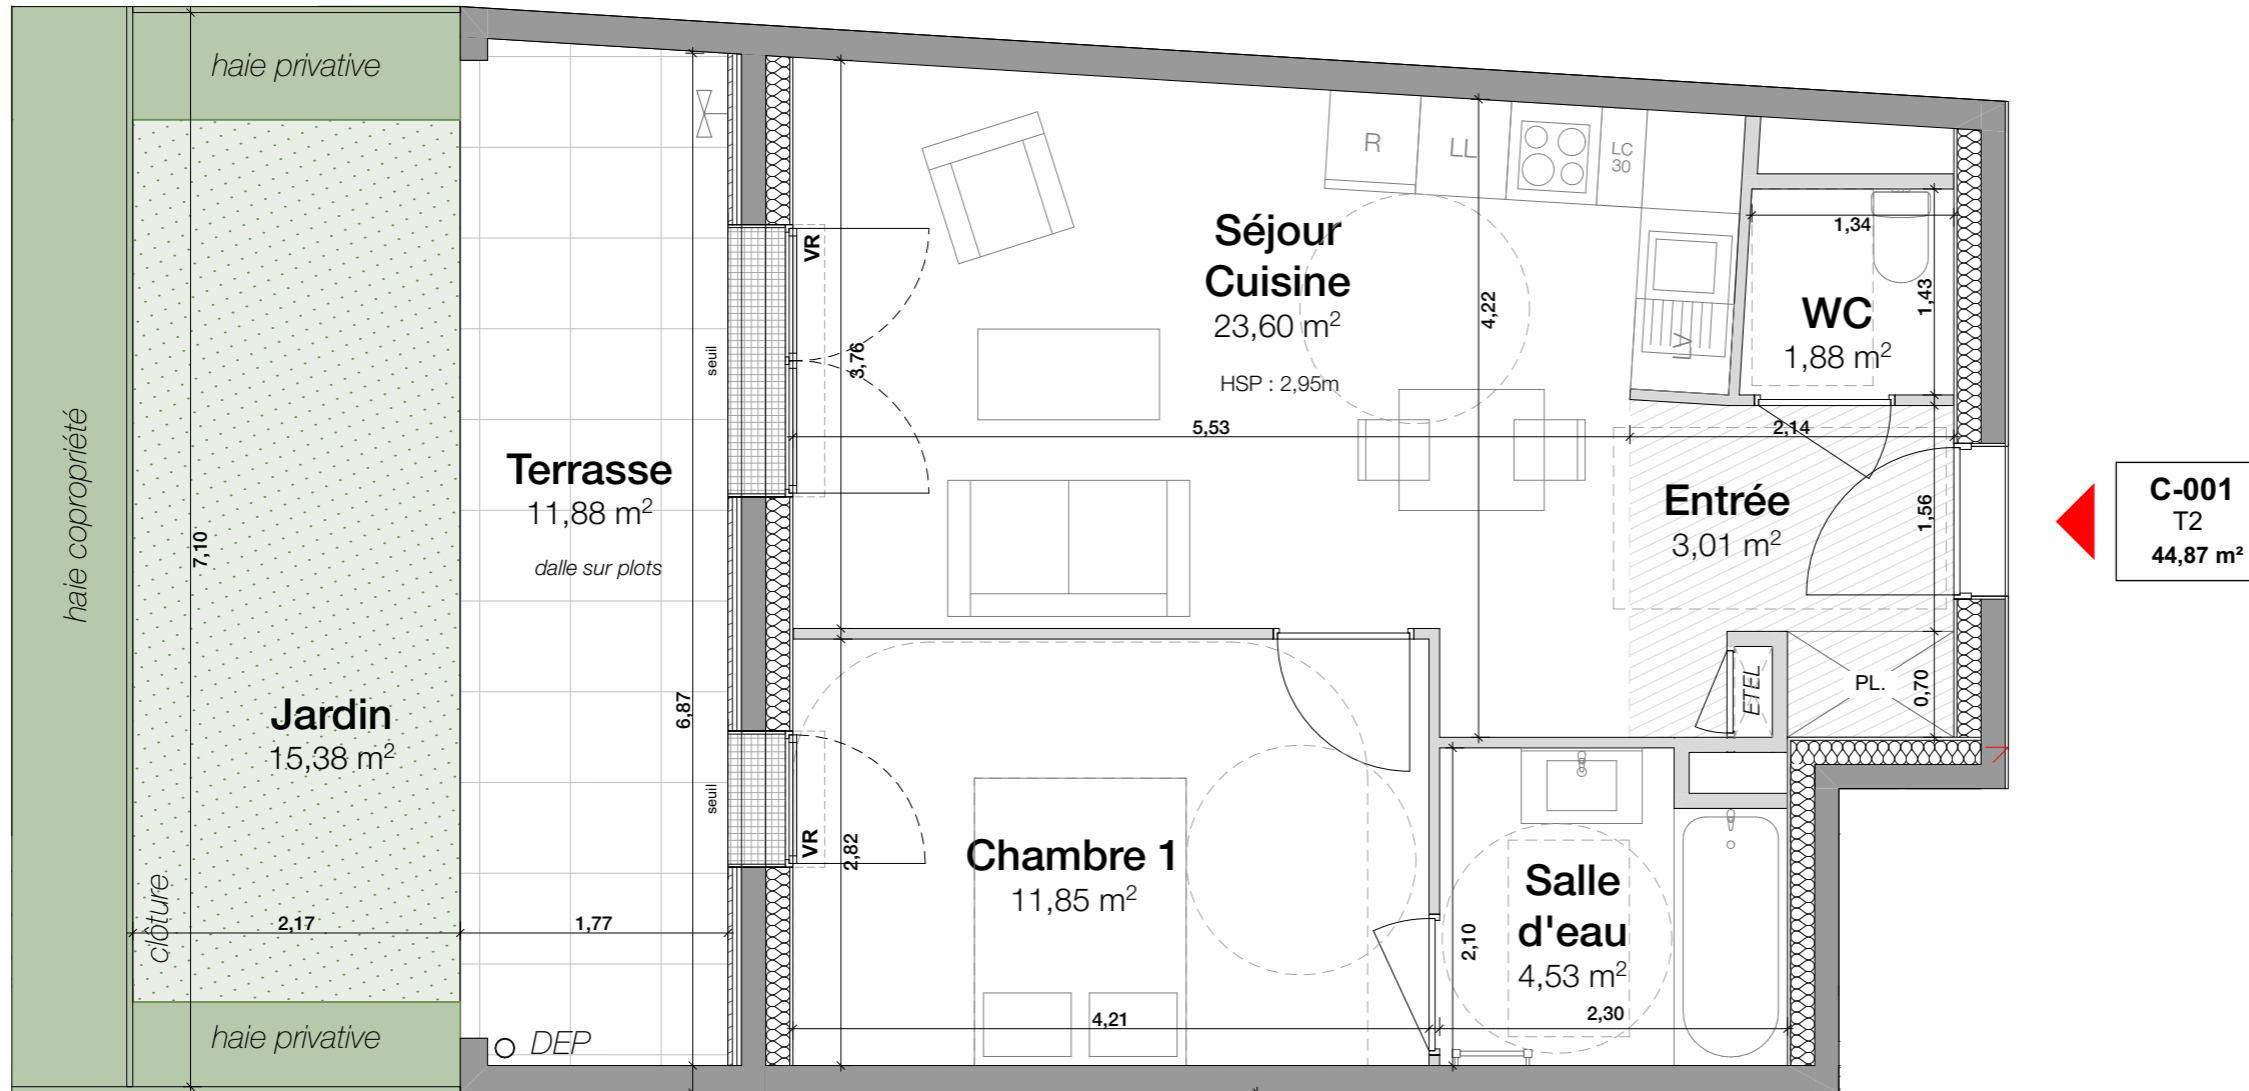 haie privative
haie copropriété
7,10
clôture
Jardin
15,38 m²
2,17
haie privative
Terrasse
11,88 m²
dalle sur plots
1,77
6,87
DEP
seuil
seuil
VR
VR
3,76
Séjour
Cuisine
23,60 m²
HSP : 2,95m
R
LL
LC
30
LV
4,22
5,53
2,14
1,34
1,43
WC
1,88 m²
Entrée
3,01 m²
1,56
ETEL
PL.
0,70
C-001
T2
44,87 m²
2,82
Chambre 1
11,85 m²
4,21
Salle
d'eau
4,53 m²
2,10
2,30